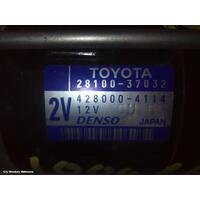 TOYOTA
28100-37032
2V
428000-4114
12V
DENSO
JAPAN